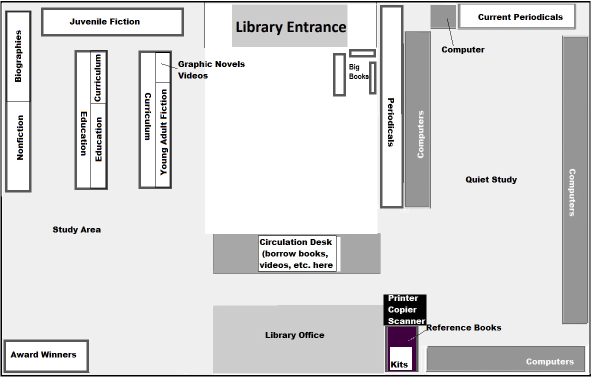 Library Entrance
Juvenile Fiction
Current Periodicals
Computer
Biographies
Nonfiction
Education
Curriculum
Education
Curriculum
Young Adult Fiction
Graphic Novels
Videos
Big
Books
Periodicals
Computers
Quiet Study
Computers
Study Area
Circulation Desk
(borrow books,
videos, etc. here
Printer
Copier
Scanner
Reference Books
Library Office
Kits
Award Winners
Computers